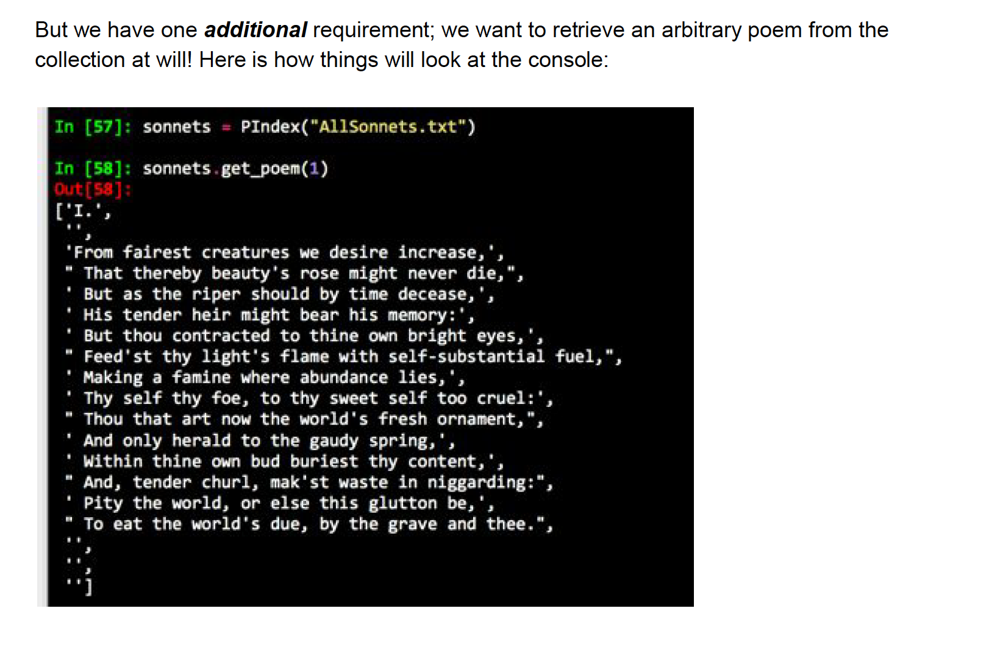 But we have one additional requirement; we want to retrieve an arbitrary poem from the
collection at will! Here is how things will look at the console:
In [57]: sonnets = PIndex("AllSonnets.txt")
In [58]: sonnets.get_poem(1)
Out[58]:
['I.',
'',
'From fairest creatures we desire increase,',
" That thereby beauty's rose might never die,",
' But as the riper should by time decease,',
' His tender heir might bear his memory:',
' But thou contracted to thine own bright eyes,',
" Feed'st thy light's flame with self-substantial fuel,",
' Making a famine where abundance lies,',
' Thy self thy foe, to thy sweet self too cruel:',
" Thou that art now the world's fresh ornament,",
' And only herald to the gaudy spring,',
' Within thine own bud buriest thy content,',
" And, tender churl, mak'st waste in niggarding:",
' Pity the world, or else this glutton be,',
" To eat the world's due, by the grave and thee.",
'',
'',
'']